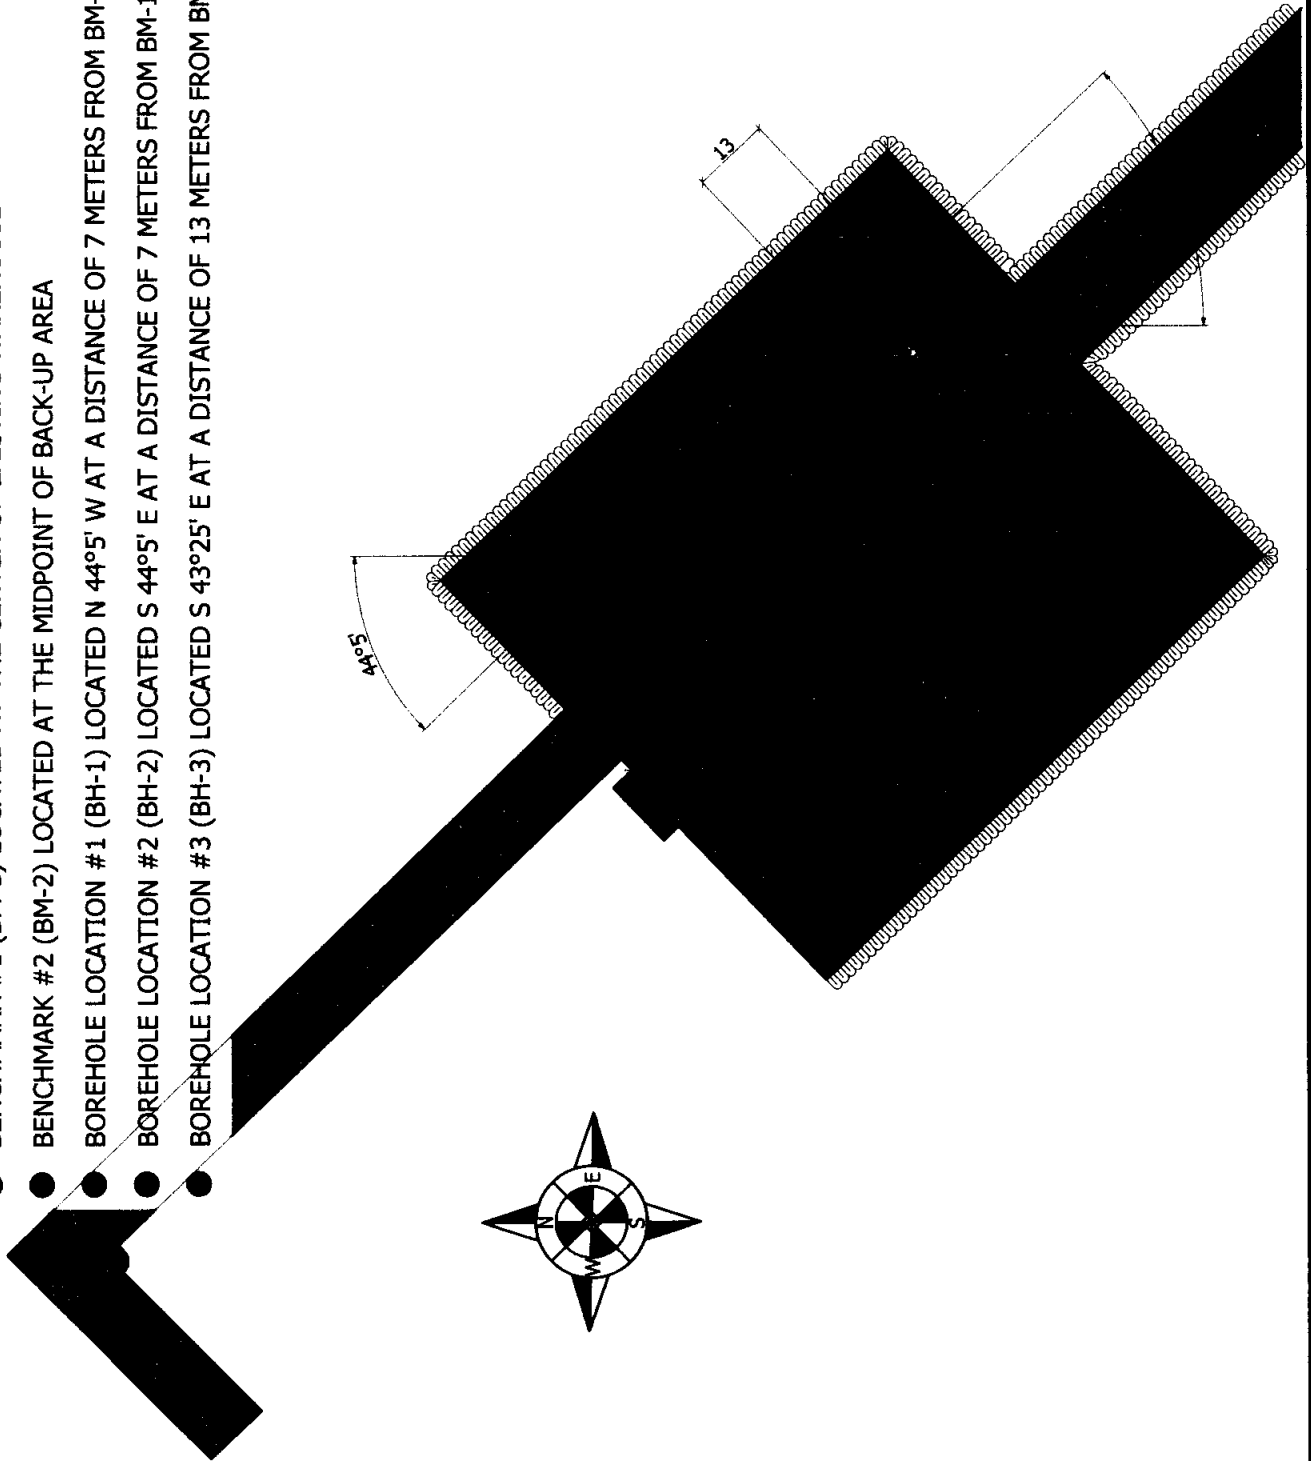 BENCHMARK #2 (BM-2) LOCATED AT THE MIDPOINT OF BACK-UP AREA
BOREHOLE LOCATION #1 (BH-1) LOCATED N 44°5' W AT A DISTANCE OF 7 METERS FROM BM-
BOREHOLE LOCATION #2 (BH-2) LOCATED S 44°5' E AT A DISTANCE OF 7 METERS FROM BM-1
BOREHOLE LOCATION #3 (BH-3) LOCATED S 43°25' E AT A DISTANCE OF 13 METERS FROM
13
44°5'
N
W E
S